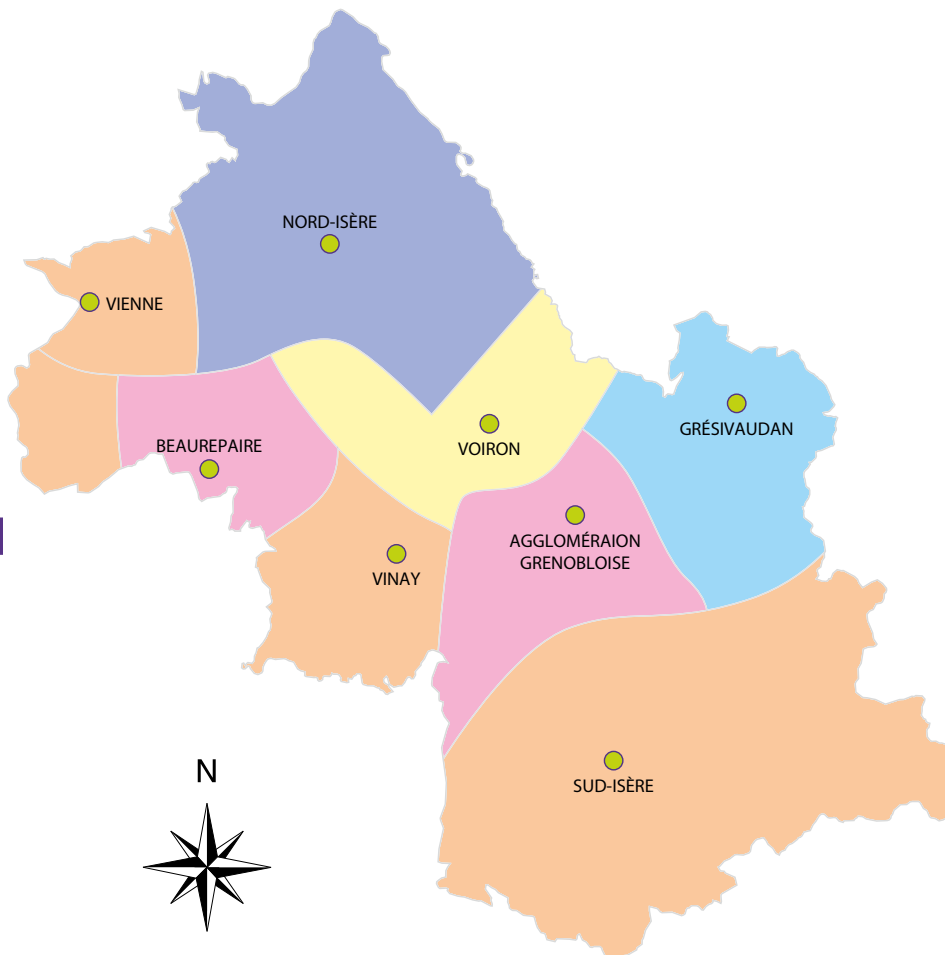 NORD-ISÈRE
VIENNE
GRÉSIVAUDAN
BEAUREPAIRE
VOIRON
AGGLOMÉRAION
GRENOBLOISE
VINAY
N
SUD-ISÈRE